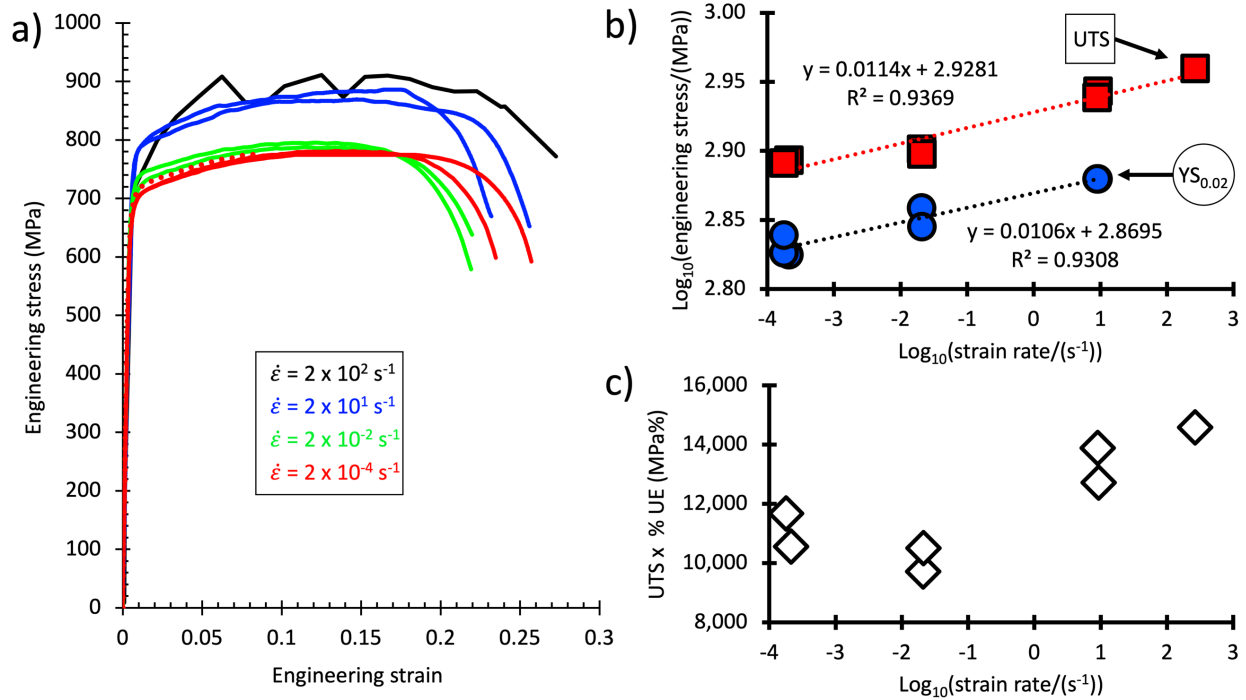 a)
1000
900
800
700
600
500
400
300
200
100
0
Engineering stress (MPa)
ε̇ = 2 x 10² s⁻¹
ε̇ = 2 x 10¹ s⁻¹
ε̇ = 2 x 10⁻² s⁻¹
ε̇ = 2 x 10⁻⁴ s⁻¹
0 0.05 0.1 0.15 0.2 0.25 0.3
Engineering strain
b)
3.00
2.95
2.90
2.85
2.80
Log₁₀(engineering stress/(MPa))
UTS
y = 0.0114x + 2.9281
R² = 0.9369
YS₀.₀₂
y = 0.0106x + 2.8695
R² = 0.9308
-4 -3 -2 -1 0 1 2 3
Log₁₀(strain rate/(s⁻¹))
c)
16,000
14,000
12,000
10,000
8,000
UTS x % UE (MPa%)
-4 -3 -2 -1 0 1 2 3
Log₁₀(strain rate/(s⁻¹))